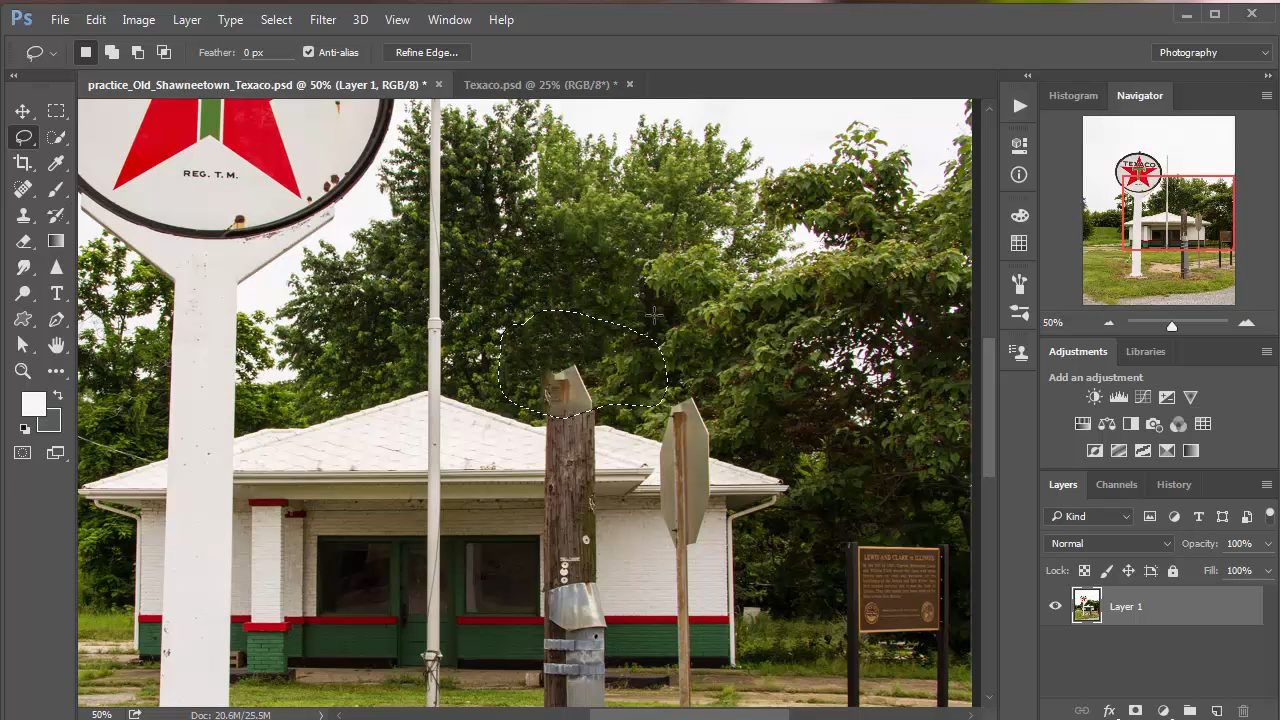 Ps File Edit Image Layer Type Select Filter 3D View Window Help
Feather: 0 px Anti-alias Refine Edge... Photography
practice_Old_Shawneetown_Texaco.psd @ 50% (Layer 1, RGB/8) * × Texaco.psd @ 25% (RGB/8*) * ×
Histogram Navigator
REG. T.M.
TEXACO
50%
Adjustments Libraries
Add an adjustment
Layers Channels History
Kind
Normal Opacity: 100%
Lock: Fill: 100%
LEWIS AND CLARK IN ILLINOIS
Layer 1
50% Doc: 20.6M/25.5M